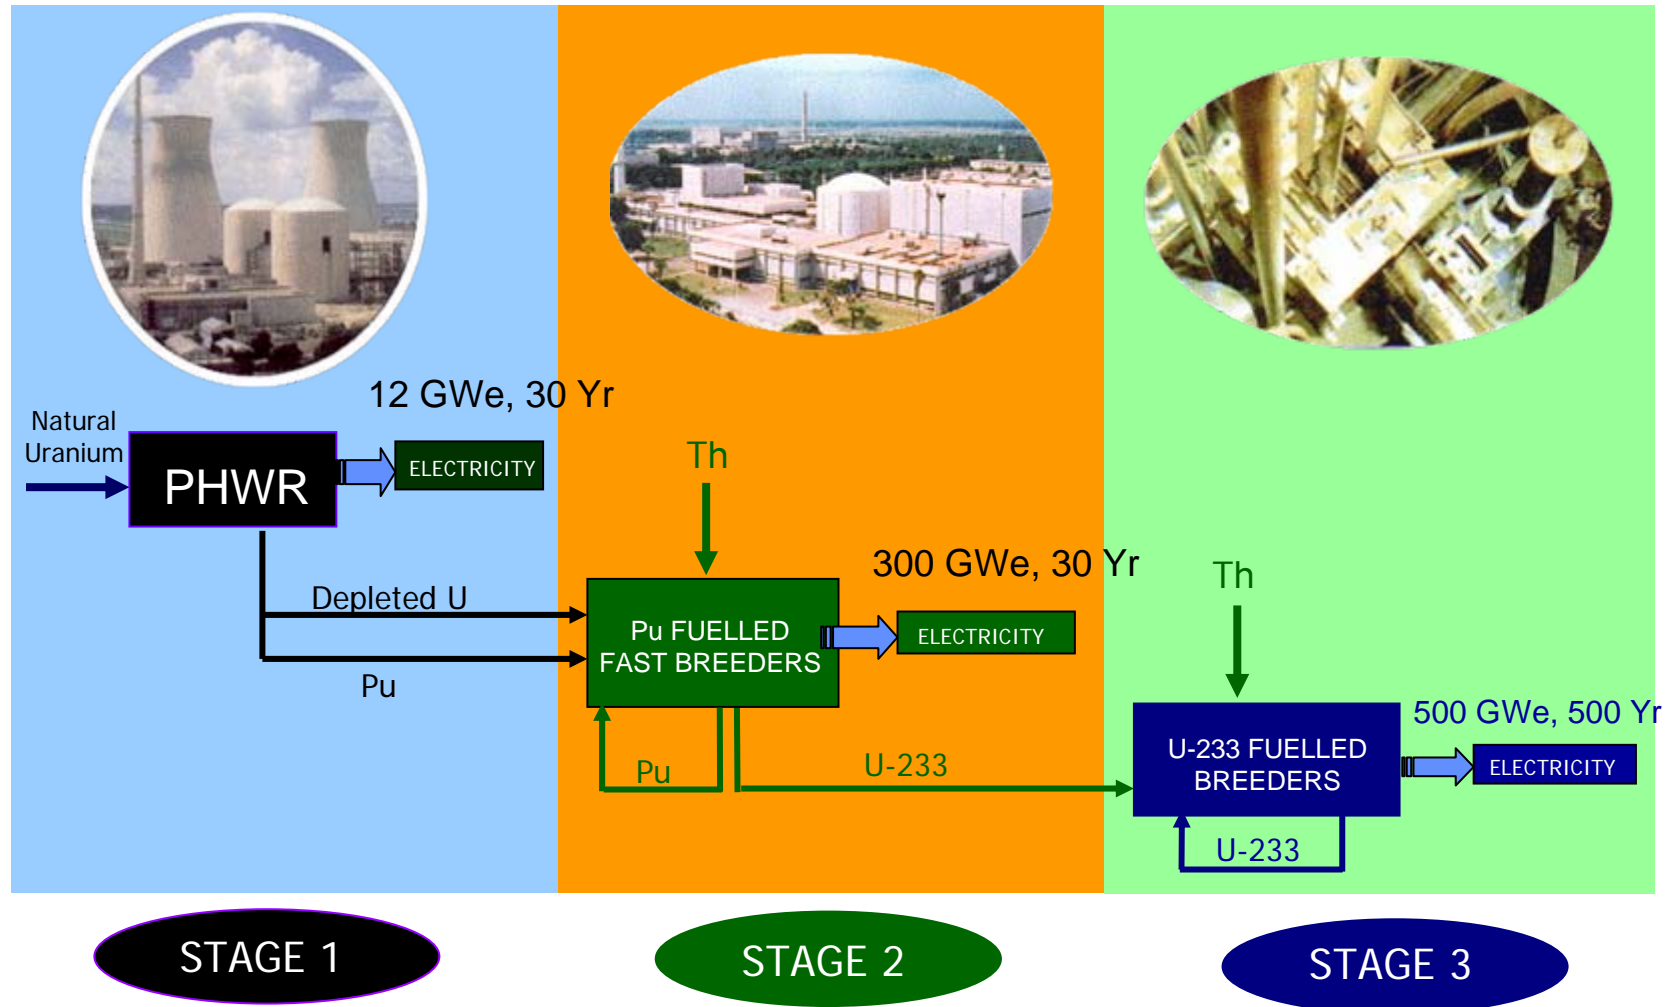 12 GWe, 30 Yr
Natural
Uranium
PHWR
ELECTRICITY
Th
Depleted U
Pu
300 GWe, 30 Yr
Pu FUELLED
FAST BREEDERS
ELECTRICITY
Pu
U-233
Th
500 GWe, 500 Yr
U-233 FUELLED
BREEDERS
ELECTRICITY
U-233
STAGE 1
STAGE 2
STAGE 3